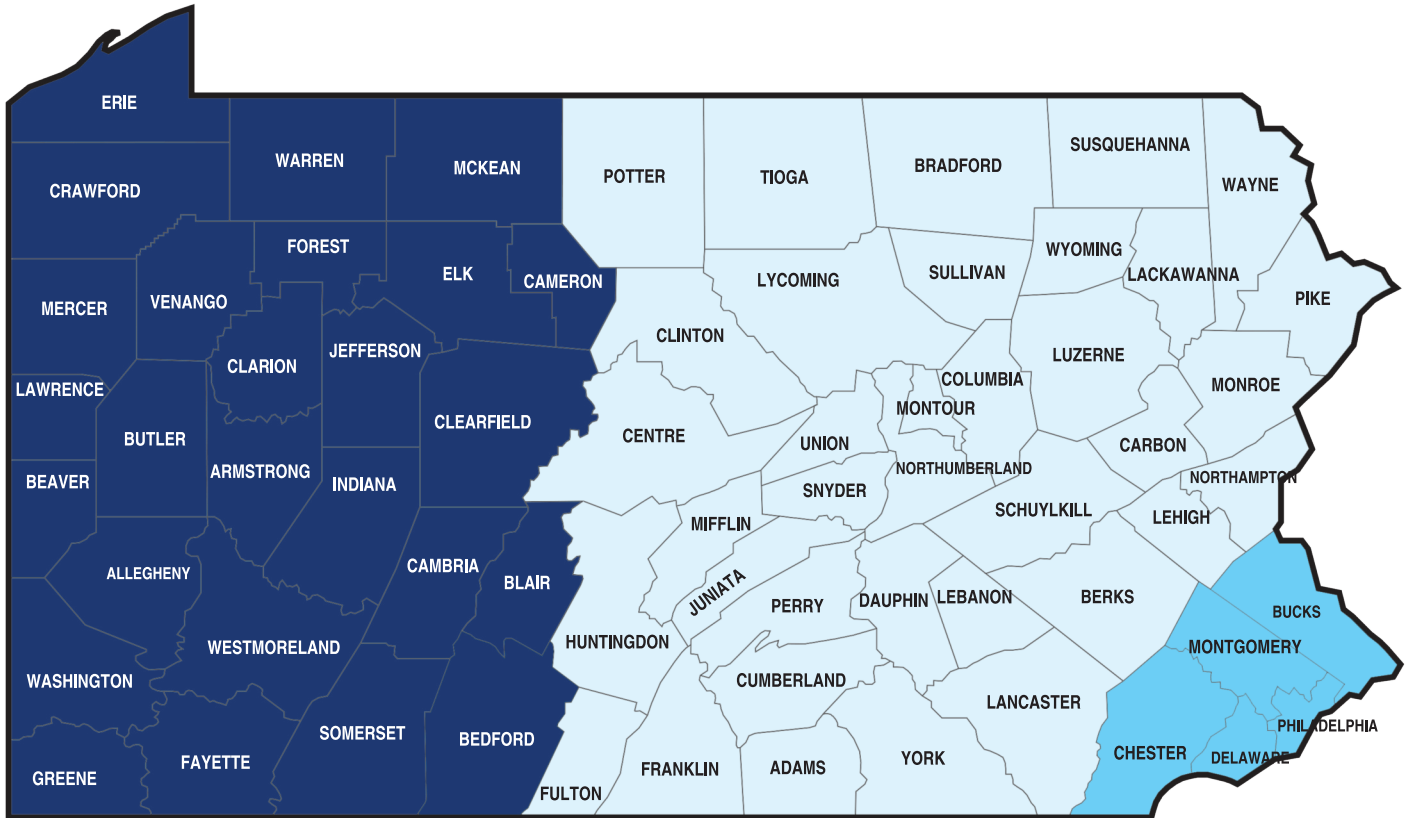 ERIE
WARREN
MCKEAN
POTTER
TIOGA
BRADFORD
SUSQUEHANNA
WAYNE
CRAWFORD
FOREST
ELK
CAMERON
WYOMING
SULLIVAN
LACKAWANNA
LYCOMING
MERCER
VENANGO
PIKE
CLINTON
JEFFERSON
CLARION
LUZERNE
COLUMBIA
MONROE
LAWRENCE
MONTOUR
BUTLER
CLEARFIELD
CENTRE
UNION
CARBON
ARMSTRONG
NORTHUMBERLAND
NORTHAMPTON
BEAVER
INDIANA
SNYDER
SCHUYLKILL
LEHIGH
MIFFLIN
ALLEGHENY
CAMBRIA
BLAIR
JUNIATA
PERRY
DAUPHIN
LEBANON
BERKS
BUCKS
HUNTINGDON
WESTMORELAND
MONTGOMERY
WASHINGTON
CUMBERLAND
LANCASTER
SOMERSET
BEDFORD
PHILADELPHIA
CHESTER
DELAWARE
GREENE
FAYETTE
FULTON
FRANKLIN
ADAMS
YORK